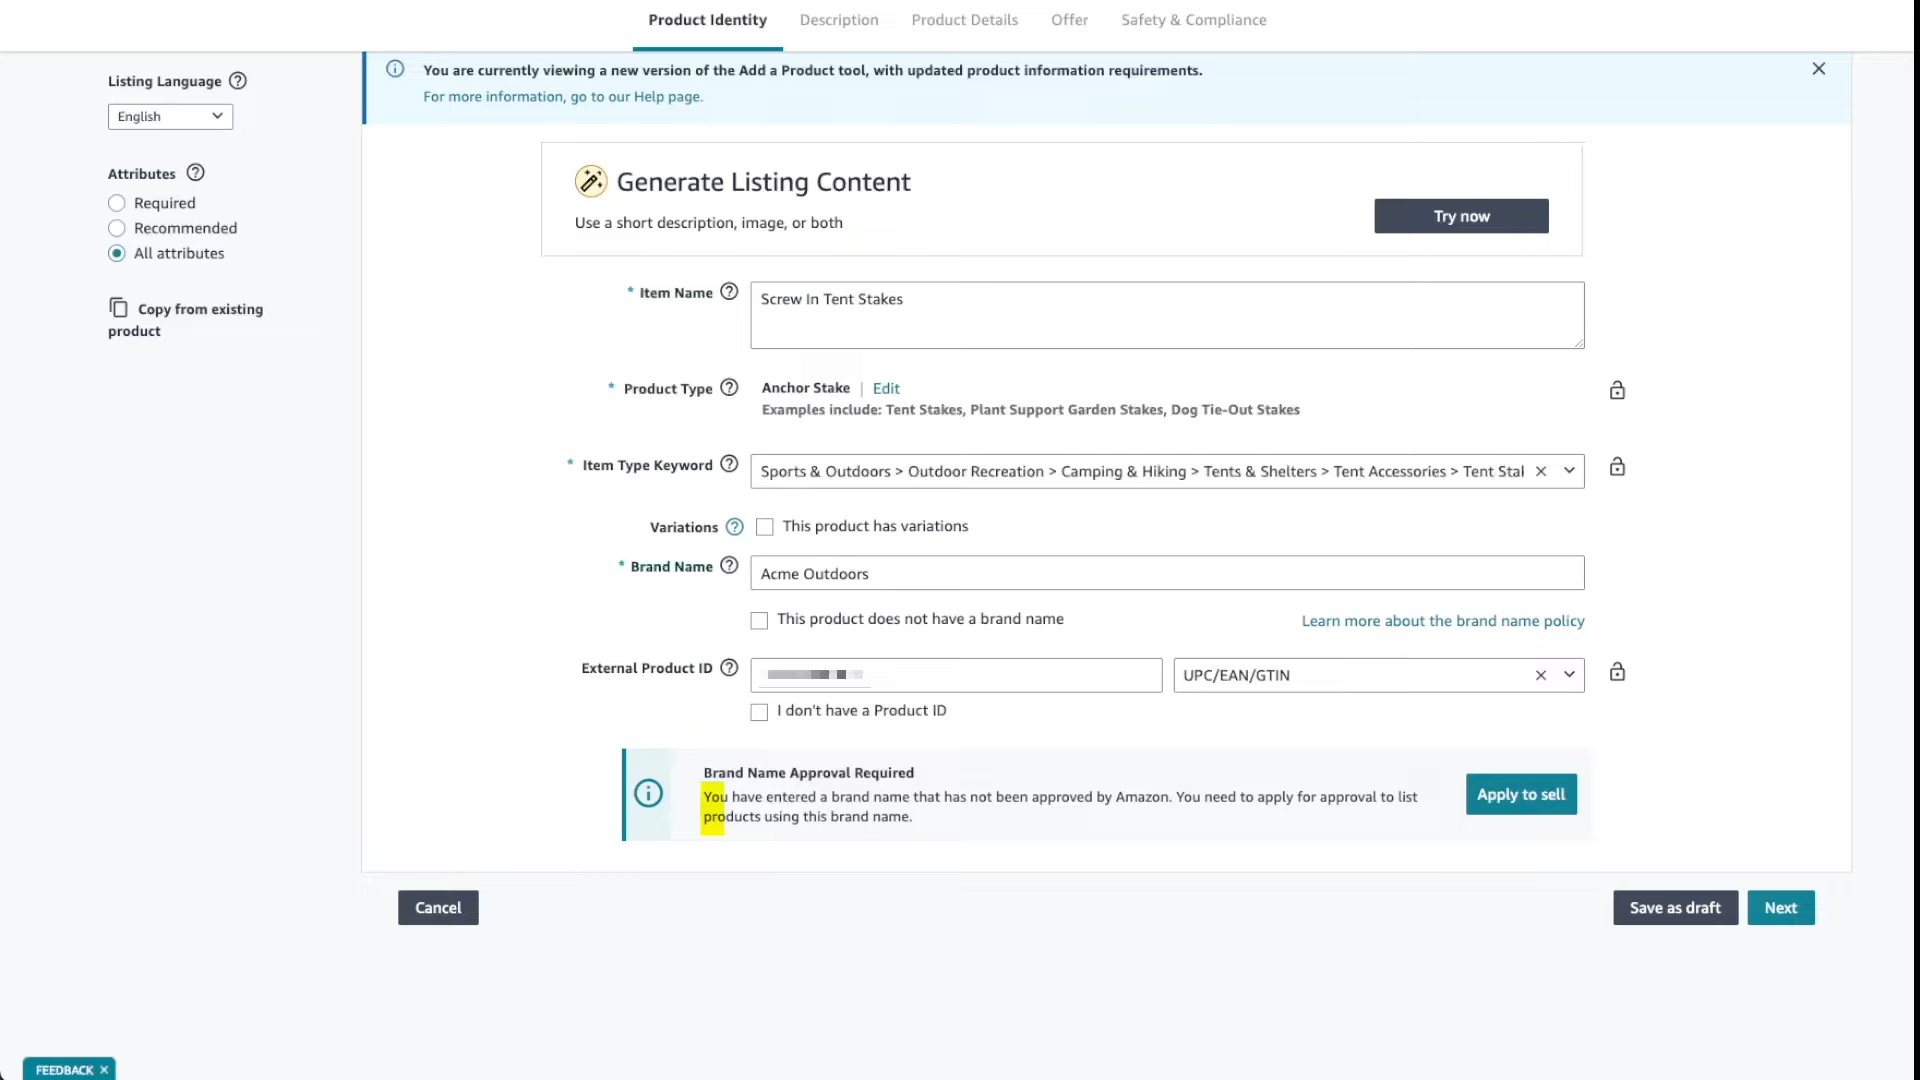 Product Identity
Description
Product Details
Offer
Safety & Compliance
Listing Language
English
Attributes
Required
Recommended
All attributes
Copy from existing
product
You are currently viewing a new version of the Add a Product tool, with updated product information requirements.
For more information, go to our Help page.
Generate Listing Content
Use a short description, image, or both
Try now
* Item Name
Screw In Tent Stakes
* Product Type
Anchor Stake | Edit
Examples include: Tent Stakes, Plant Support Garden Stakes, Dog Tie-Out Stakes
* Item Type Keyword
Sports & Outdoors > Outdoor Recreation > Camping & Hiking > Tents & Shelters > Tent Accessories > Tent Stal
Variations
This product has variations
* Brand Name
Acme Outdoors
This product does not have a brand name
Learn more about the brand name policy
External Product ID
UPC/EAN/GTIN
I don't have a Product ID
Brand Name Approval Required
You have entered a brand name that has not been approved by Amazon. You need to apply for approval to list
products using this brand name.
Apply to sell
Cancel
Save as draft
Next
FEEDBACK